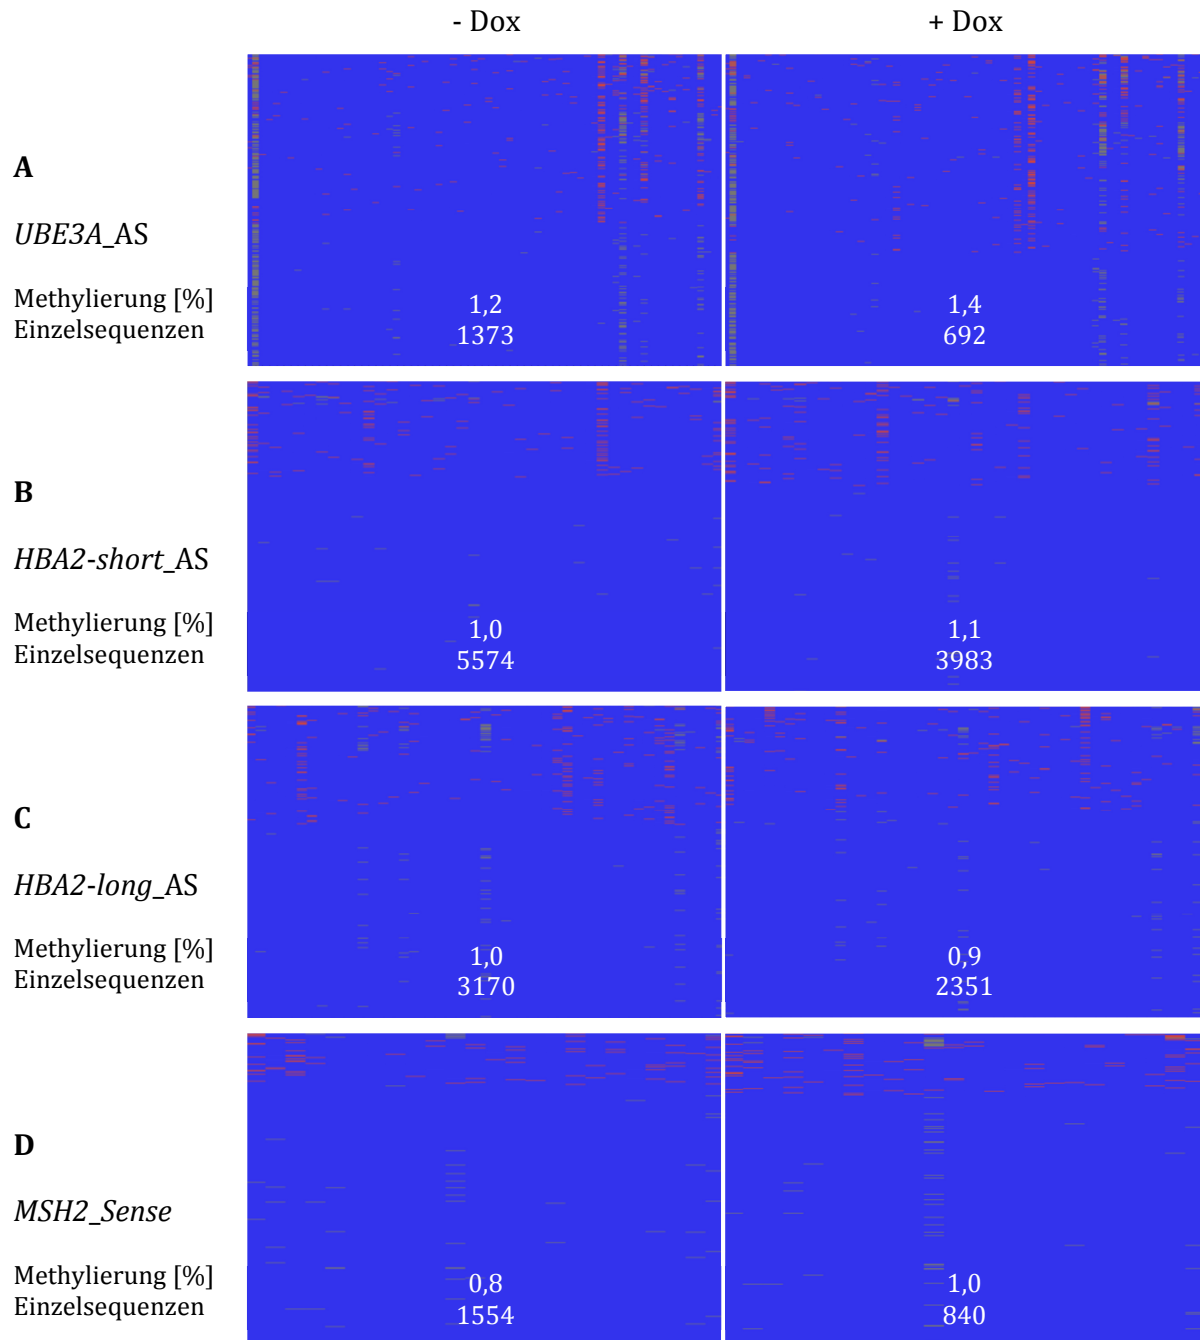 - Dox
+ Dox
A
UBE3A_AS
Methylierung [%]
Einzelsequenzen
1,2
1373
1,4
692
B
HBA2-short_AS
Methylierung [%]
Einzelsequenzen
1,0
5574
1,1
3983
C
HBA2-long_AS
Methylierung [%]
Einzelsequenzen
1,0
3170
0,9
2351
D
MSH2_Sense
Methylierung [%]
Einzelsequenzen
0,8
1554
1,0
840